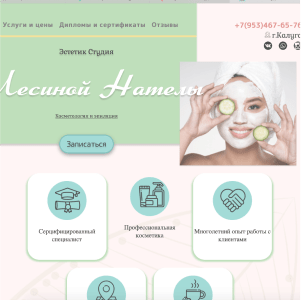 Услуги и цены Дипломы и сертификаты Отзывы
+7(953)467-65-76
г.Калуга
Эстетик Студия
Лесиной Нателы
Косметология и эпиляция
Записаться
Сертифицированный
специалист
Профессиональная
косметика
Многолетний опыт работы с
клиентами